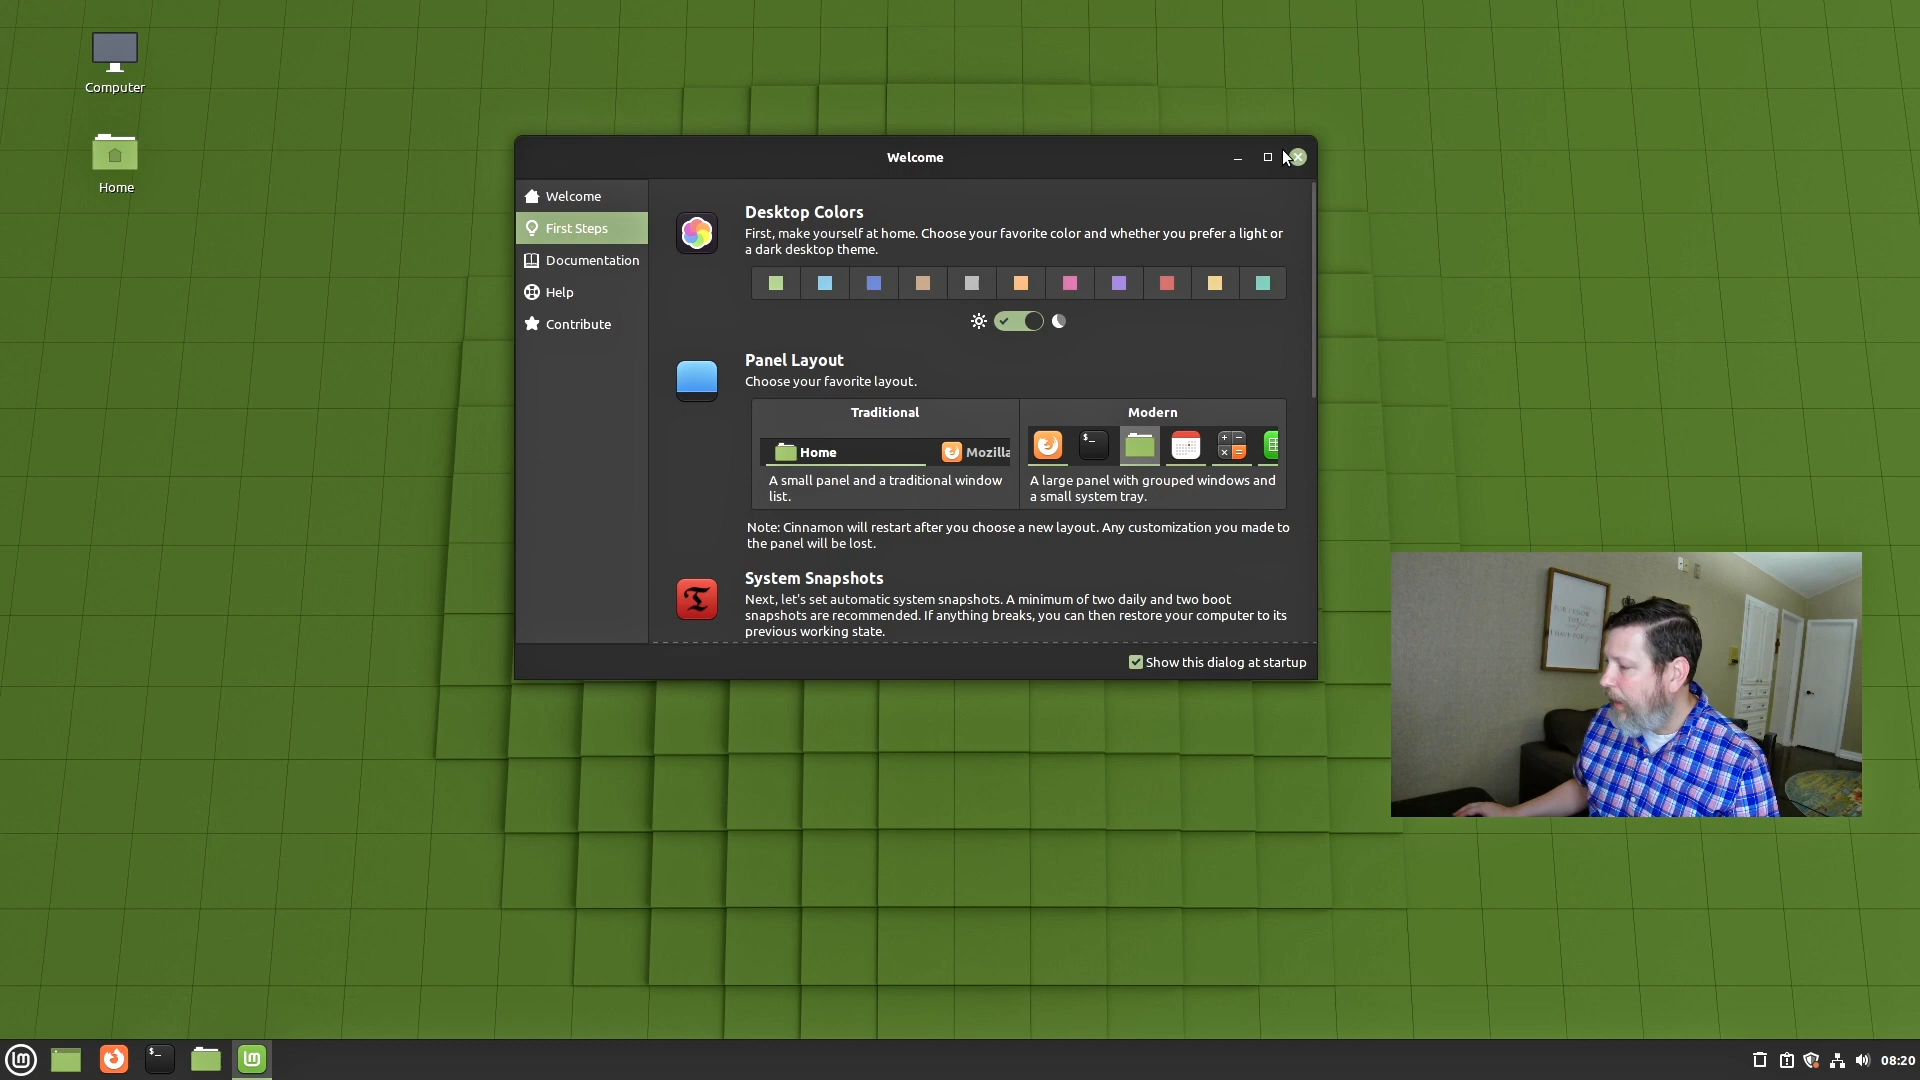 Computer
Home
Welcome
Welcome
First Steps
Documentation
Help
Contribute
Desktop Colors
First, make yourself at home. Choose your favorite color and whether you prefer a light or
a dark desktop theme.
Panel Layout
Choose your favorite layout.
Traditional
Home
Mozilla
A small panel and a traditional window
list.
Modern
$_
A large panel with grouped windows and
a small system tray.
Note: Cinnamon will restart after you choose a new layout. Any customization you made to
the panel will be lost.
System Snapshots
Next, let's set automatic system snapshots. A minimum of two daily and two boot
snapshots are recommended. If anything breaks, you can then restore your computer to its
previous working state.
Show this dialog at startup
$_
08:20